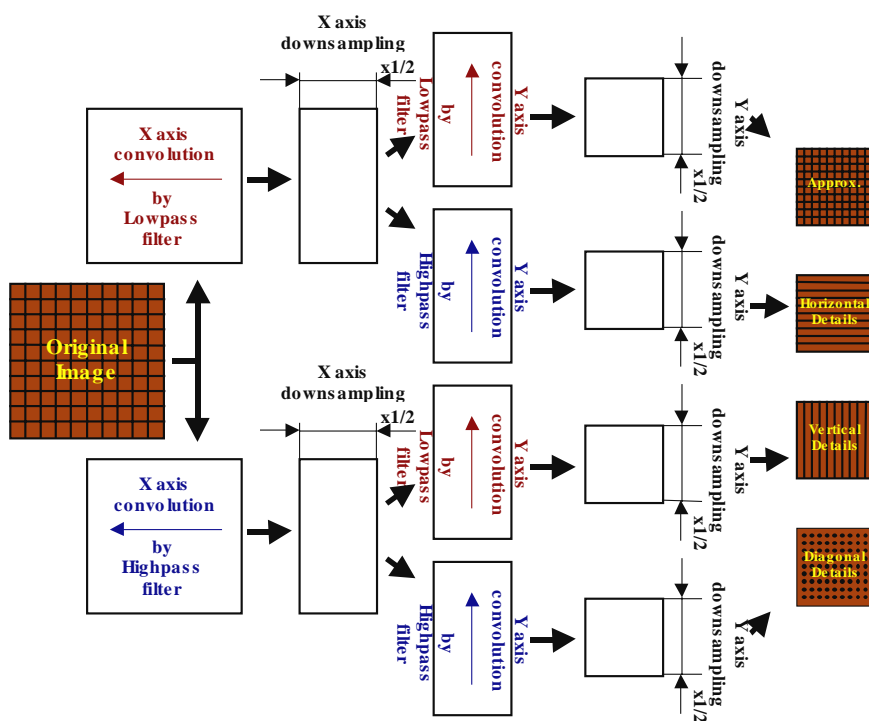 X axis
downsampling
x1/2
X axis
convolution
by
Lowpass
filter
Y axis
convolution
by
Lowpass
filter
Y axis
downsampling
x1/2
Approx.
Y axis
convolution
by
Highpass
filter
Y axis
downsampling
x1/2
Horizontal
Details
Original
Image
X axis
downsampling
x1/2
X axis
convolution
by
Highpass
filter
Y axis
convolution
by
Lowpass
filter
Y axis
downsampling
x1/2
Vertical
Details
Y axis
convolution
by
Highpass
filter
Y axis
downsampling
x1/2
Diagonal
Details